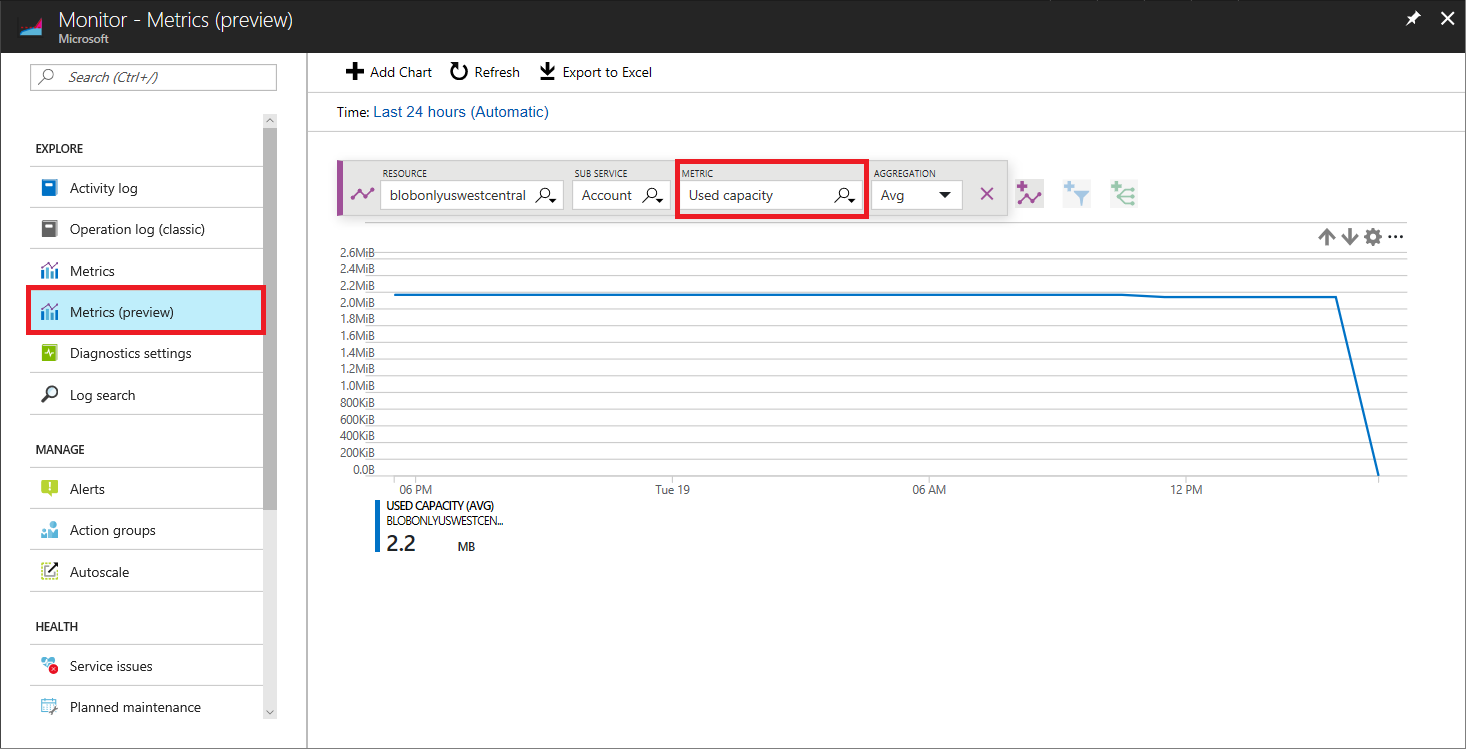 Monitor - Metrics (preview)
Microsoft
Search (Ctrl+/)
EXPLORE
Activity log
Operation log (classic)
Metrics
Metrics (preview)
Diagnostics settings
Log search
MANAGE
Alerts
Action groups
Autoscale
HEALTH
Service issues
Planned maintenance
Add Chart Refresh Export to Excel
Time: Last 24 hours (Automatic)
RESOURCE SUB SERVICE METRIC AGGREGATION
blobonlyuswestcentral Account Used capacity Avg
2.6MiB
2.4MiB
2.2MiB
2.0MiB
1.8MiB
1.6MiB
1.4MiB
1.2MiB
1.0MiB
800KiB
600KiB
400KiB
200KiB
0.0B
06 PM Tue 19 06 AM 12 PM
USED CAPACITY (AVG)
BLOBONLYUSWESTCEN...
2.2 MB